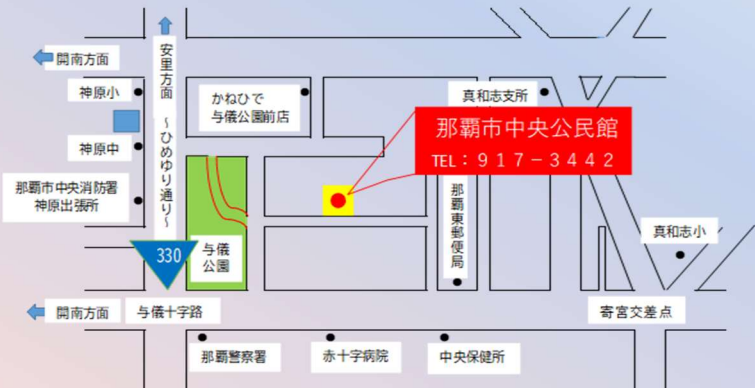 開南方面
安里方面　～ひめゆり通り～
神原小
かねひで
与儀公園前店
真和志支所
那覇市中央公民館
TEL：９１７−３４４２
神原中
那覇市中央消防署
神原出張所
那覇東郵便局
真和志小
330
与儀
公園
開南方面
与儀十字路
寄宮交差点
那覇警察署
赤十字病院
中央保健所